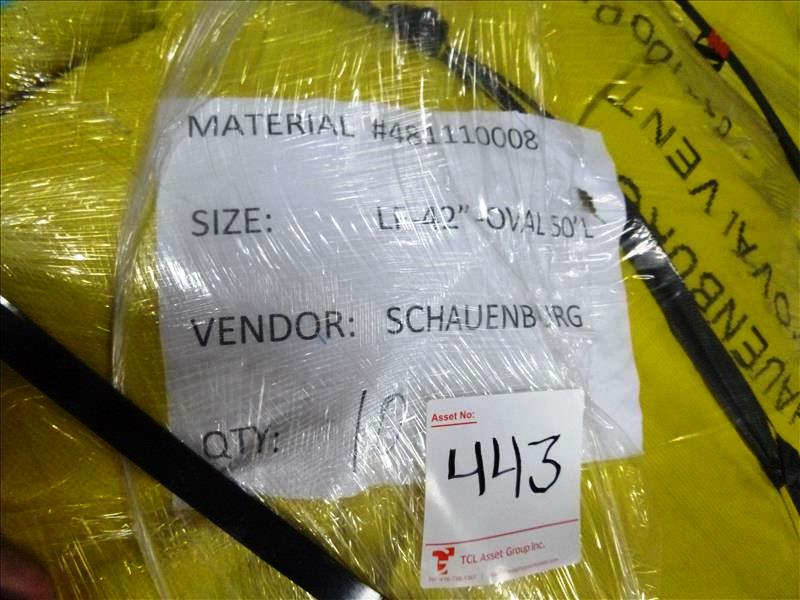 MATERIAL #481110008
SIZE: LF-42"-OVAL 50'L
VENDOR: SCHAUENBURG
QTY: 10
Asset No:
443
TCL Asset Group Inc.
OVAL VENT